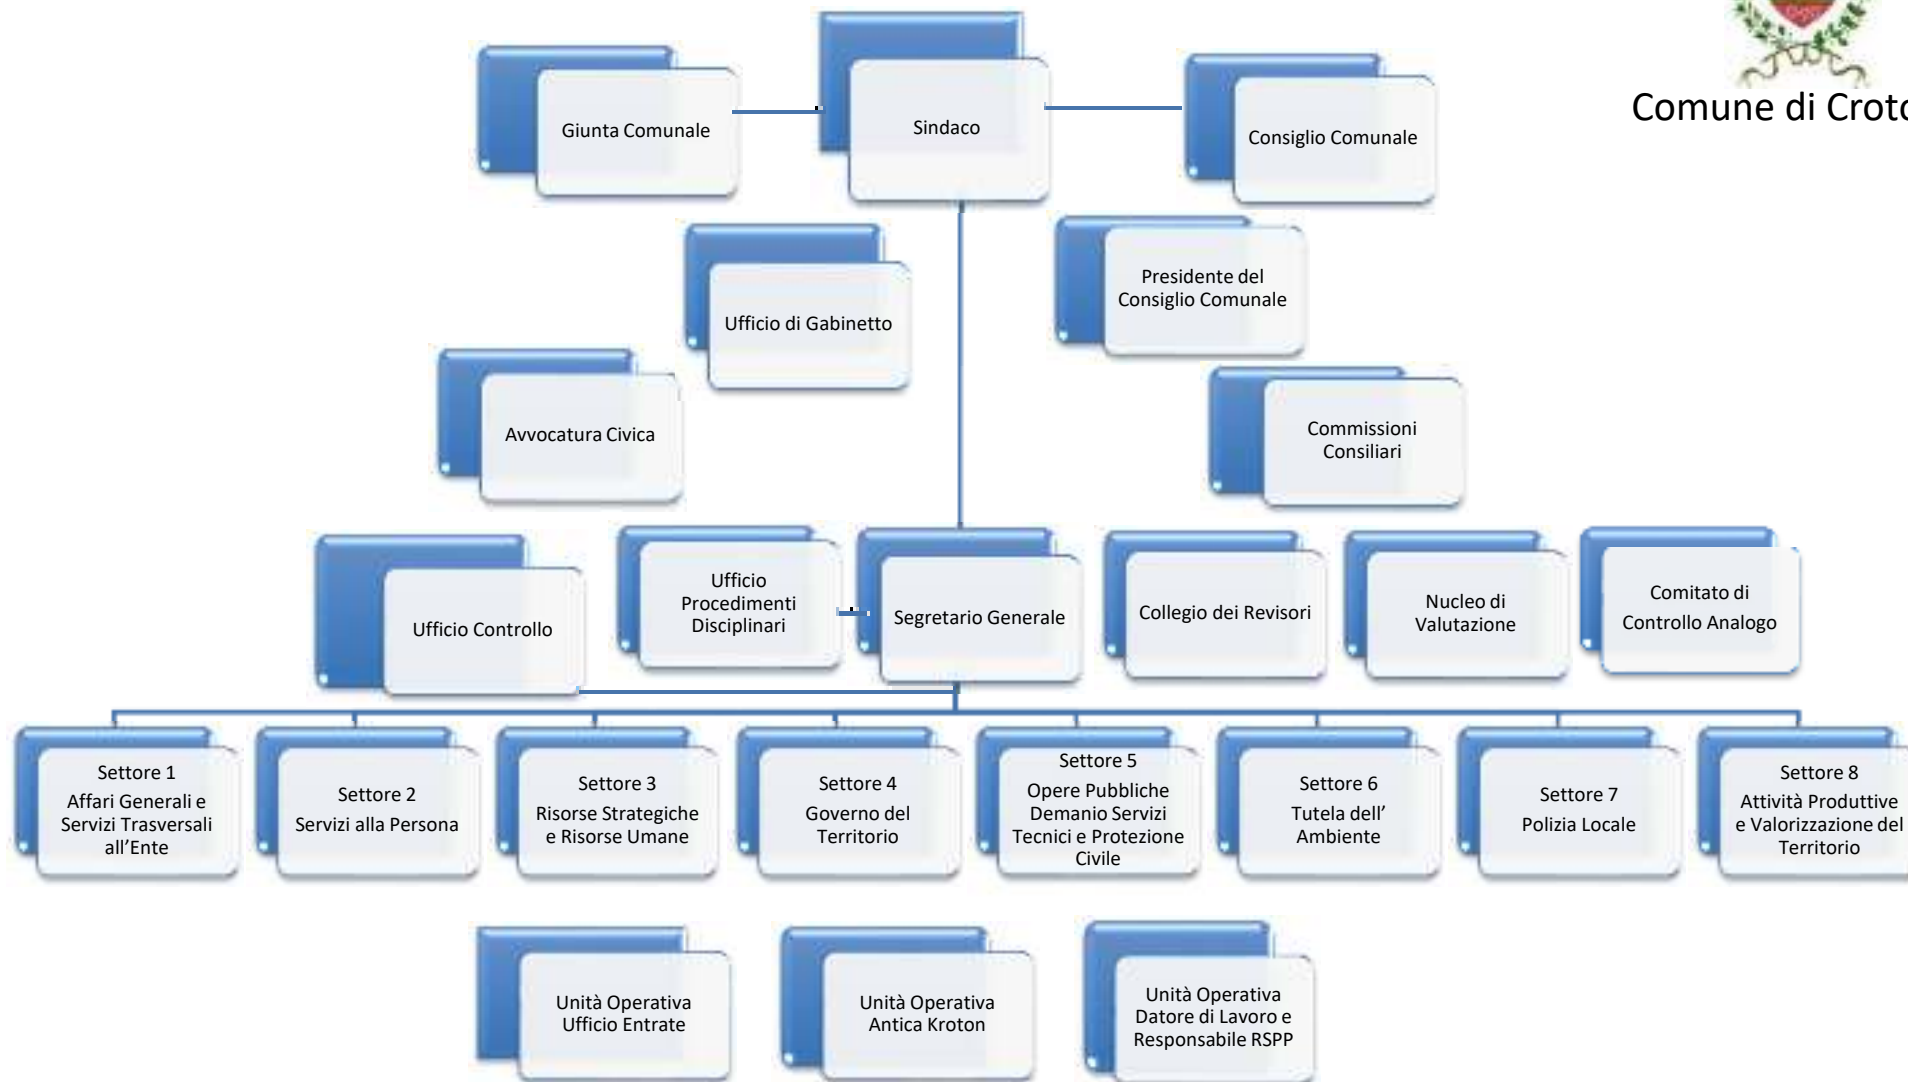 Comune di Croto
Giunta Comunale
Sindaco
Consiglio Comunale
Ufficio di Gabinetto
Presidente del
Consiglio Comunale
Avvocatura Civica
Commissioni
Consiliari
Ufficio Controllo
Ufficio
Procedimenti
Disciplinari
Segretario Generale
Collegio dei Revisori
Nucleo di
Valutazione
Comitato di
Controllo Analogo
Settore 1
Affari Generali e
Servizi Trasversali
all’Ente
Settore 2
Servizi alla Persona
Settore 3
Risorse Strategiche
e Risorse Umane
Settore 4
Governo del
Territorio
Settore 5
Opere Pubbliche
Demanio Servizi
Tecnici e Protezione
Civile
Settore 6
Tutela dell’
Ambiente
Settore 7
Polizia Locale
Settore 8
Attività Produttive
e Valorizzazione del
Territorio
Unità Operativa
Ufficio Entrate
Unità Operativa
Antica Kroton
Unità Operativa
Datore di Lavoro e
Responsabile RSPP